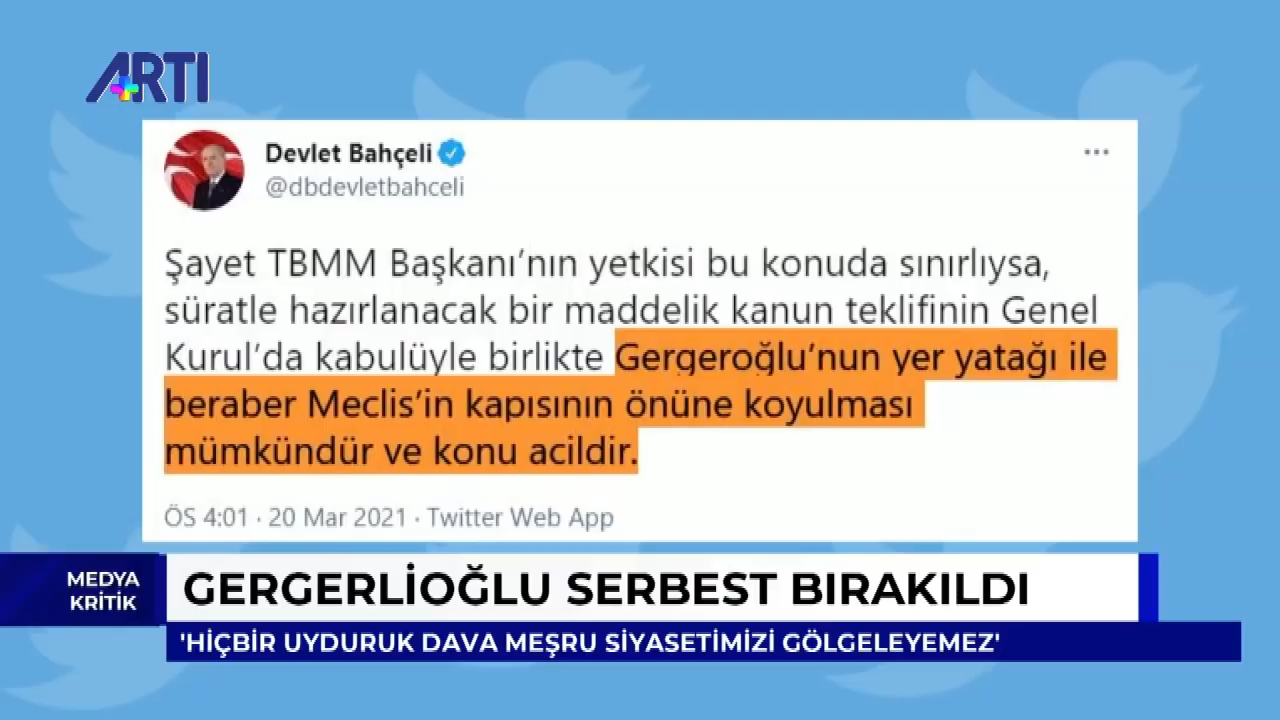 ARTI
Devlet Bahçeli
@dbdevletbahceli
Şayet TBMM Başkanı’nın yetkisi bu konuda sınırlıysa,
süratle hazırlanacak bir maddelik kanun teklifinin Genel
Kurul’da kabulüyle birlikte Gergeroğlu’nun yer yatağı ile
beraber Meclis’in kapısının önüne koyulması
mümkündür ve konu acildir.
ÖS 4:01 · 20 Mar 2021 · Twitter Web App
MEDYA
KRİTİK
GERGERLİOĞLU SERBEST BIRAKILDI
'HİÇBİR UYDURUK DAVA MEŞRU SİYASETİMİZİ GÖLGELEYEMEZ'